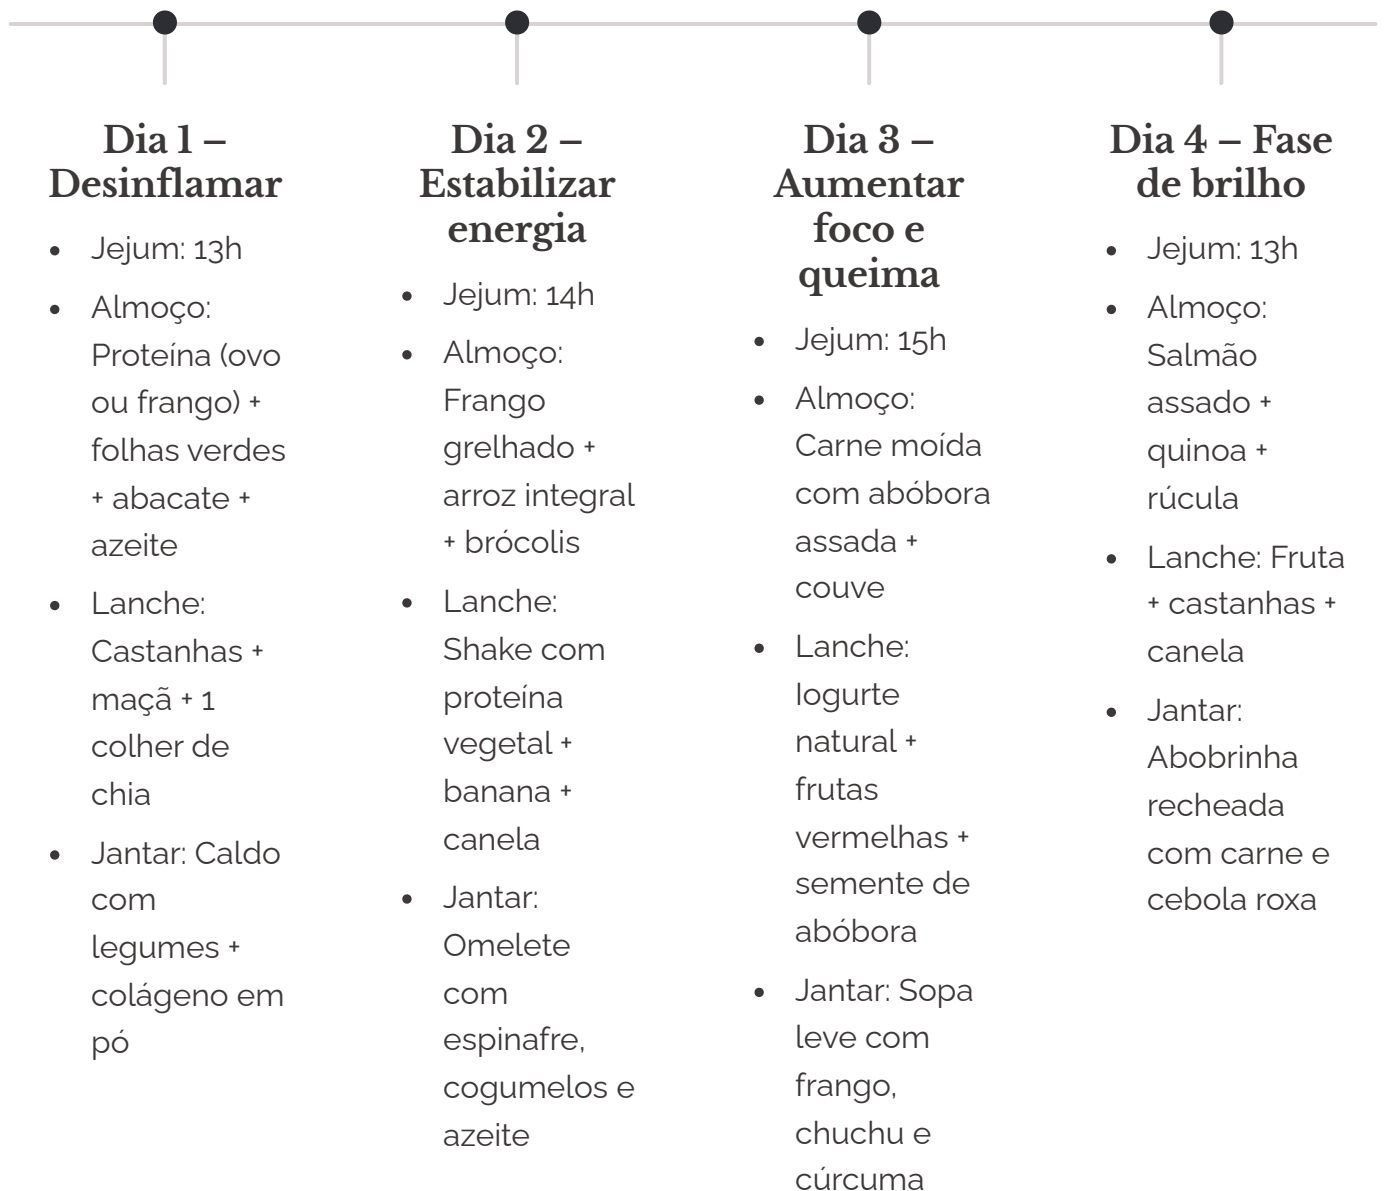 Dia 1 –
Desinflamar
• Jejum: 13h
• Almoço:
Proteína (ovo
ou frango) +
folhas verdes
+ abacate +
azeite
• Lanche:
Castanhas +
maçã + 1
colher de
chia
• Jantar: Caldo
com
legumes +
colágeno em
pó
Dia 2 –
Estabilizar
energia
• Jejum: 14h
• Almoço:
Frango
grelhado +
arroz integral
+ brócolis
• Lanche:
Shake com
proteína
vegetal +
banana +
canela
• Jantar:
Omelete
com
espinafre,
cogumelos e
azeite
Dia 3 –
Aumentar
foco e
queima
• Jejum: 15h
• Almoço:
Carne moída
com abóbora
assada +
couve
• Lanche:
Iogurte
natural +
frutas
vermelhas +
semente de
abóbora
• Jantar: Sopa
leve com
frango,
chuchu e
cúrcuma
Dia 4 – Fase
de brilho
• Jejum: 13h
• Almoço:
Salmão
assado +
quinoa +
rúcula
• Lanche: Fruta
+ castanhas +
canela
• Jantar:
Abobrinha
recheada
com carne e
cebola roxa